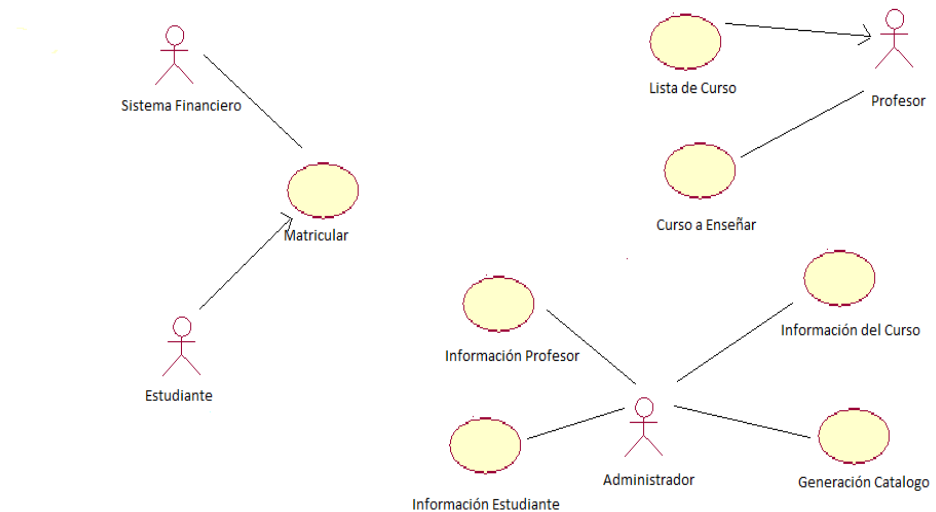 Sistema Financiero
Matricular
Estudiante
Lista de Curso
Profesor
Curso a Enseñar
Información Profesor
Información del Curso
Información Estudiante
Administrador
Generación Catalogo